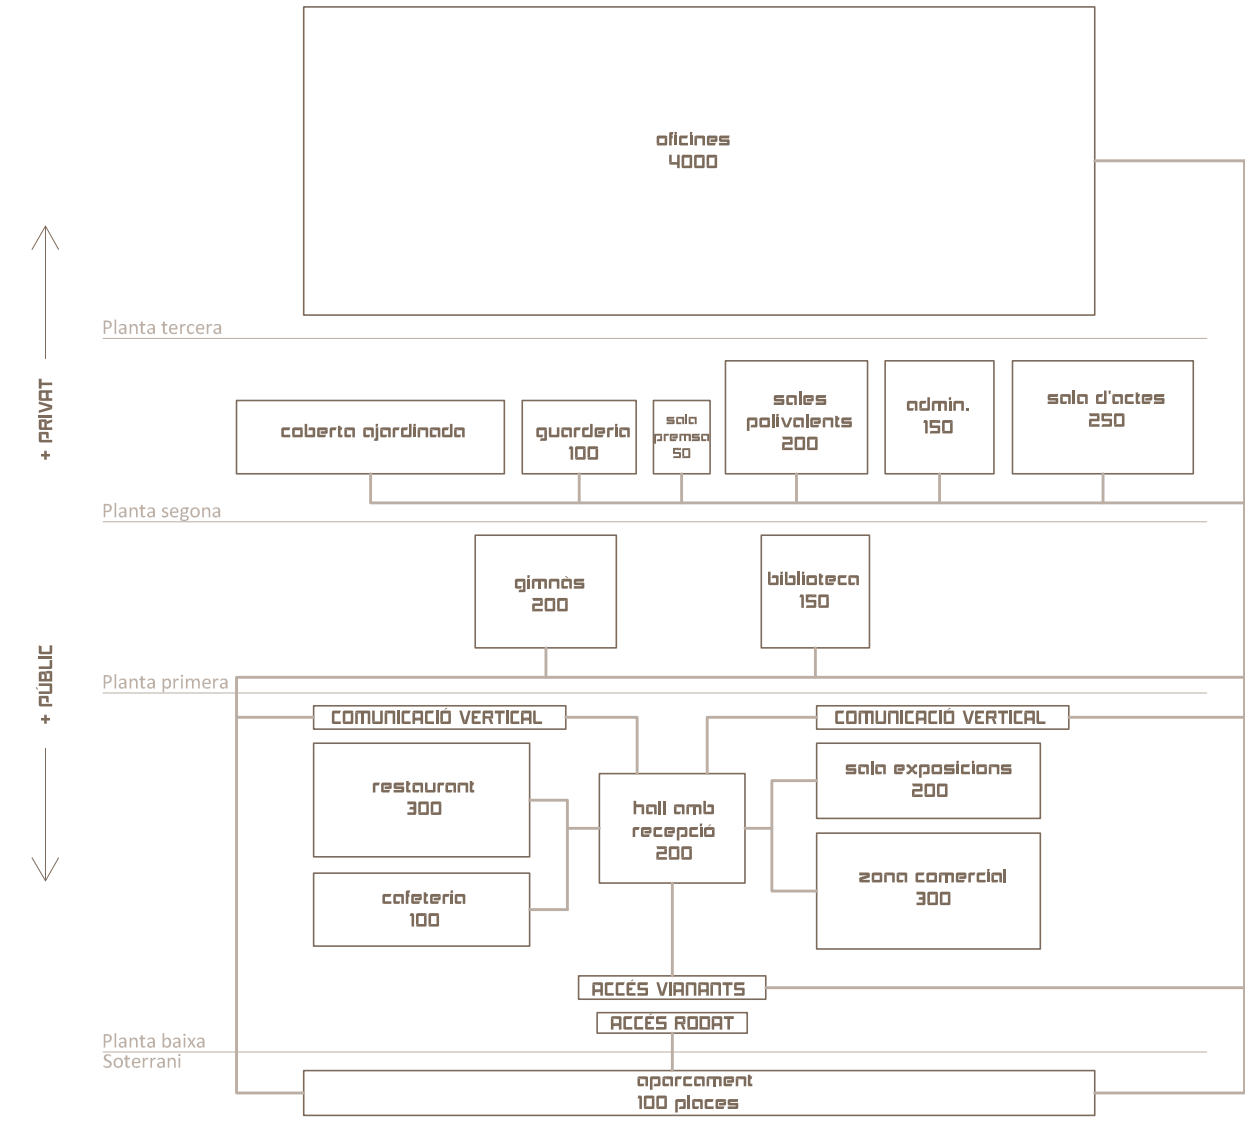 oficines
4000
Planta tercera
+ PRIVAT
coberta ajardinada
guarderia
100
sala
premsa
50
sales
polivalents
200
admin.
150
sala d'actes
250
Planta segona
gimnàs
200
biblioteca
150
+ PÚBLIC
Planta primera
COMUNICACIÓ VERTICAL
COMUNICACIÓ VERTICAL
restaurant
300
hall amb
recepció
200
sala exposicions
200
cafeteria
100
zona comercial
300
ACCÉS VIANANTS
ACCÉS RODAT
Planta baixa
Soterrani
aparcament
100 places